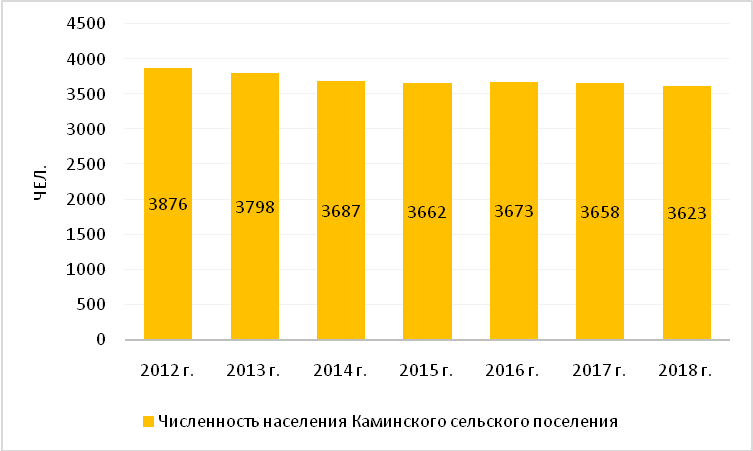 4500
4000
3500
3000
2500
2000
1500
1000
500
0
ЧЕЛ.
3876 3798 3687 3662 3673 3658 3623
2012 г. 2013 г. 2014 г. 2015 г. 2016 г. 2017 г. 2018 г.
Численность населения Каминского сельского поселения